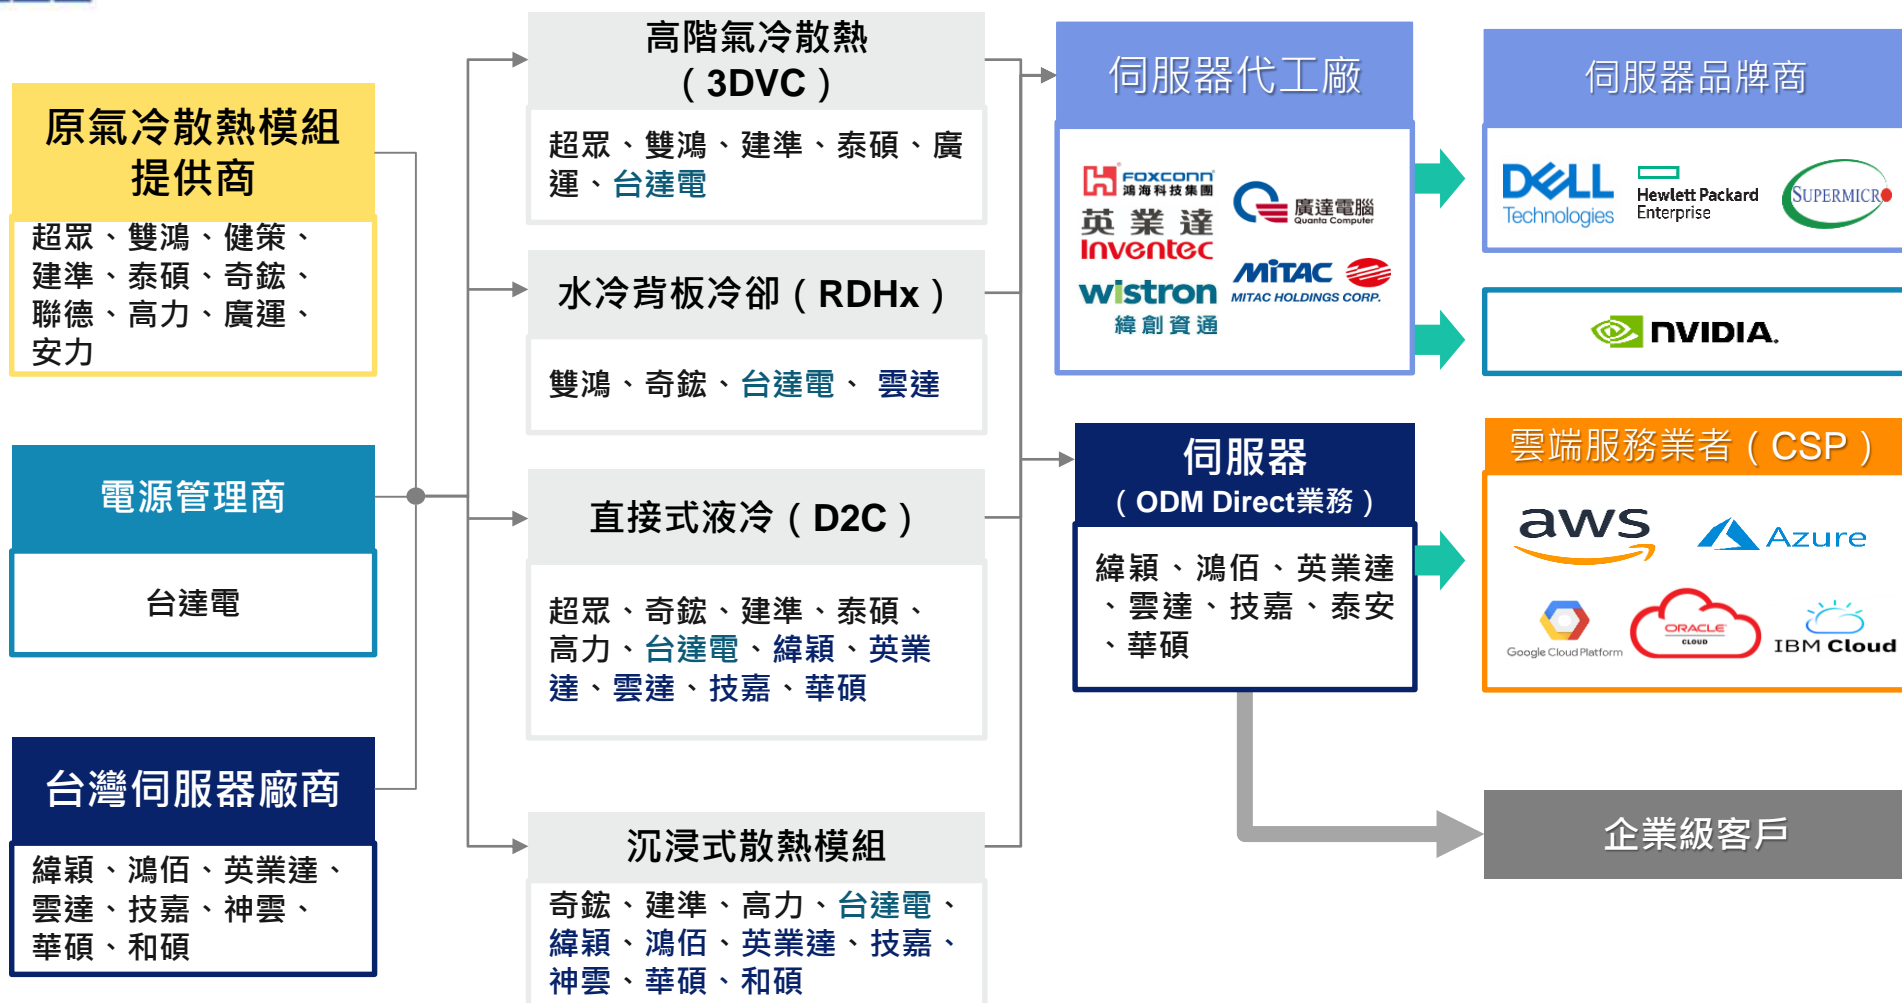 原氣冷散熱模組
提供商
超眾、雙鴻、健策、
建準、泰碩、奇鋐、
聯德、高力、廣運、
安力
電源管理商
台達電
台灣伺服器廠商
緯穎、鴻佰、英業達、
雲達、技嘉、神雲、
華碩、和碩
高階氣冷散熱
（3DVC）
超眾、雙鴻、建準、泰碩、廣
運、台達電
水冷背板冷卻（RDHx）
雙鴻、奇鋐、台達電、 雲達
直接式液冷（D2C）
超眾、奇鋐、建準、泰碩、
高力、台達電、緯穎、英業
達、雲達、技嘉、華碩
沉浸式散熱模組
奇鋐、建準、高力、台達電、
緯穎、鴻佰、英業達、技嘉、
神雲、華碩、和碩
伺服器代工廠
FOXCONN
鴻海科技集團
英業達
Inventec
wistron
緯創資通
廣達電腦
Quanta Computer
MiTAC
MITAC HOLDINGS CORP.
伺服器
（ODM Direct業務）
緯穎、鴻佰、英業達
、雲達、技嘉、泰安
、華碩
伺服器品牌商
DELL
Technologies
Hewlett Packard
Enterprise
SUPERMICRO
NVIDIA.
雲端服務業者（CSP）
aws
Azure
Google Cloud Platform
ORACLE
CLOUD
IBM Cloud
企業級客戶